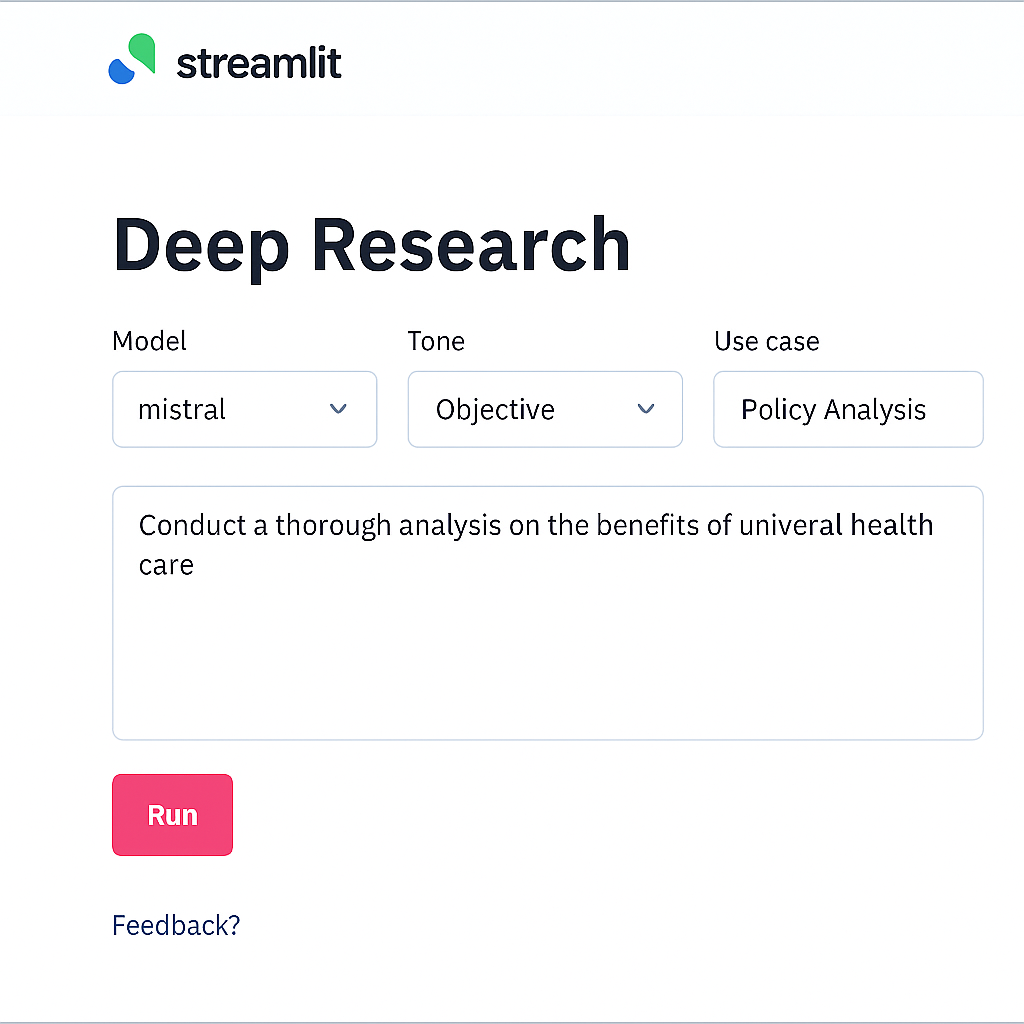 streamlit
Deep Research
Model
Tone
Use case
mistral
Objective
Policy Analysis
Conduct a thorough analysis on the benefits of univeral health
care
Run
Feedback?